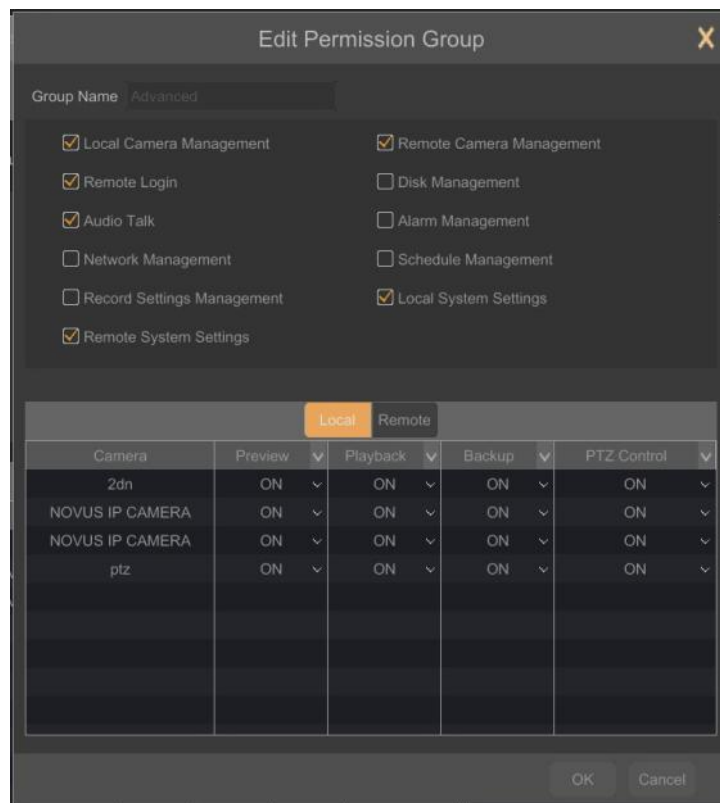 Edit Permission Group X
Group Name Advanced
Local Camera Management Remote Camera Management
Remote Login Disk Management
Audio Talk Alarm Management
Network Management Schedule Management
Record Settings Management Local System Settings
Remote System Settings
Local Remote
Camera Preview Playback Backup PTZ Control
2dn ON ON ON ON
NOVUS IP CAMERA ON ON ON ON
NOVUS IP CAMERA ON ON ON ON
ptz ON ON ON ON
OK Cancel